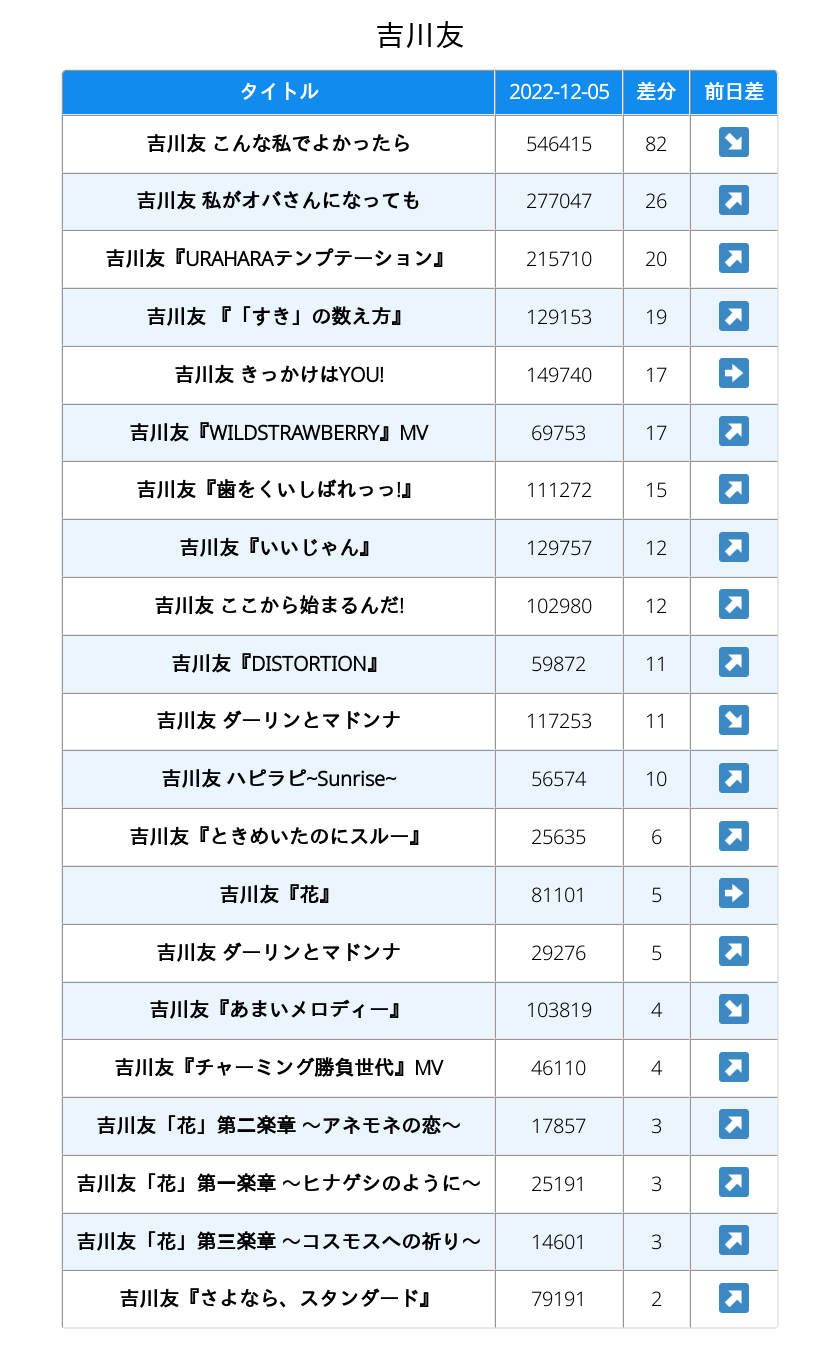 吉川友
タイトル 2022-12-05 差分 前日差
吉川友 こんな私でよかったら 546415 82 ↘
吉川友 私がオバさんになっても 277047 26 ↗
吉川友『URAHARAテンプテーション』 215710 20 ↗
吉川友 『「すき」の数え方』 129153 19 ↗
吉川友 きっかけはYOU! 149740 17 ➡
吉川友『WILDSTRAWBERRY』MV 69753 17 ↗
吉川友『歯をくいしばれっっ!』 111272 15 ↗
吉川友『いいじゃん』 129757 12 ↗
吉川友 ここから始まるんだ! 102980 12 ↗
吉川友『DISTORTION』 59872 11 ↗
吉川友 ダーリンとマドンナ 117253 11 ↘
吉川友 ハピラピ~Sunrise~ 56574 10 ↗
吉川友『ときめいたのにスルー』 25635 6 ↗
吉川友『花』 81101 5 ➡
吉川友 ダーリンとマドンナ 29276 5 ↗
吉川友『あまいメロディー』 103819 4 ↘
吉川友『チャーミング勝負世代』MV 46110 4 ↗
吉川友「花」第二楽章 〜アネモネの恋〜 17857 3 ↗
吉川友「花」第一楽章 〜ヒナゲシのように〜 25191 3 ↗
吉川友「花」第三楽章 〜コスモスへの祈り〜 14601 3 ↗
吉川友『さよなら、スタンダード』 79191 2 ↗